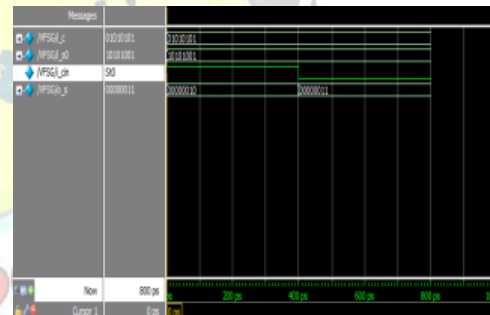 Messages
/VFSG/i_c 01010101 01010101
/VFSG/i_s0 10101001 10101001
/VFSG/i_cin St0
/VFSG/o_s 00000011 00000010 00000011
Now 800 ps 200 ps 400 ps 600 ps 800 ps
Cursor 1 0 ps